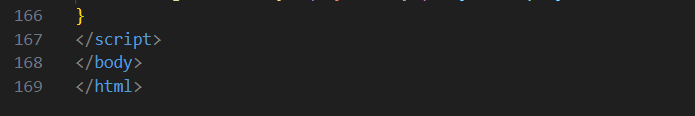 166 }
167 </script>
168 </body>
169 </html>